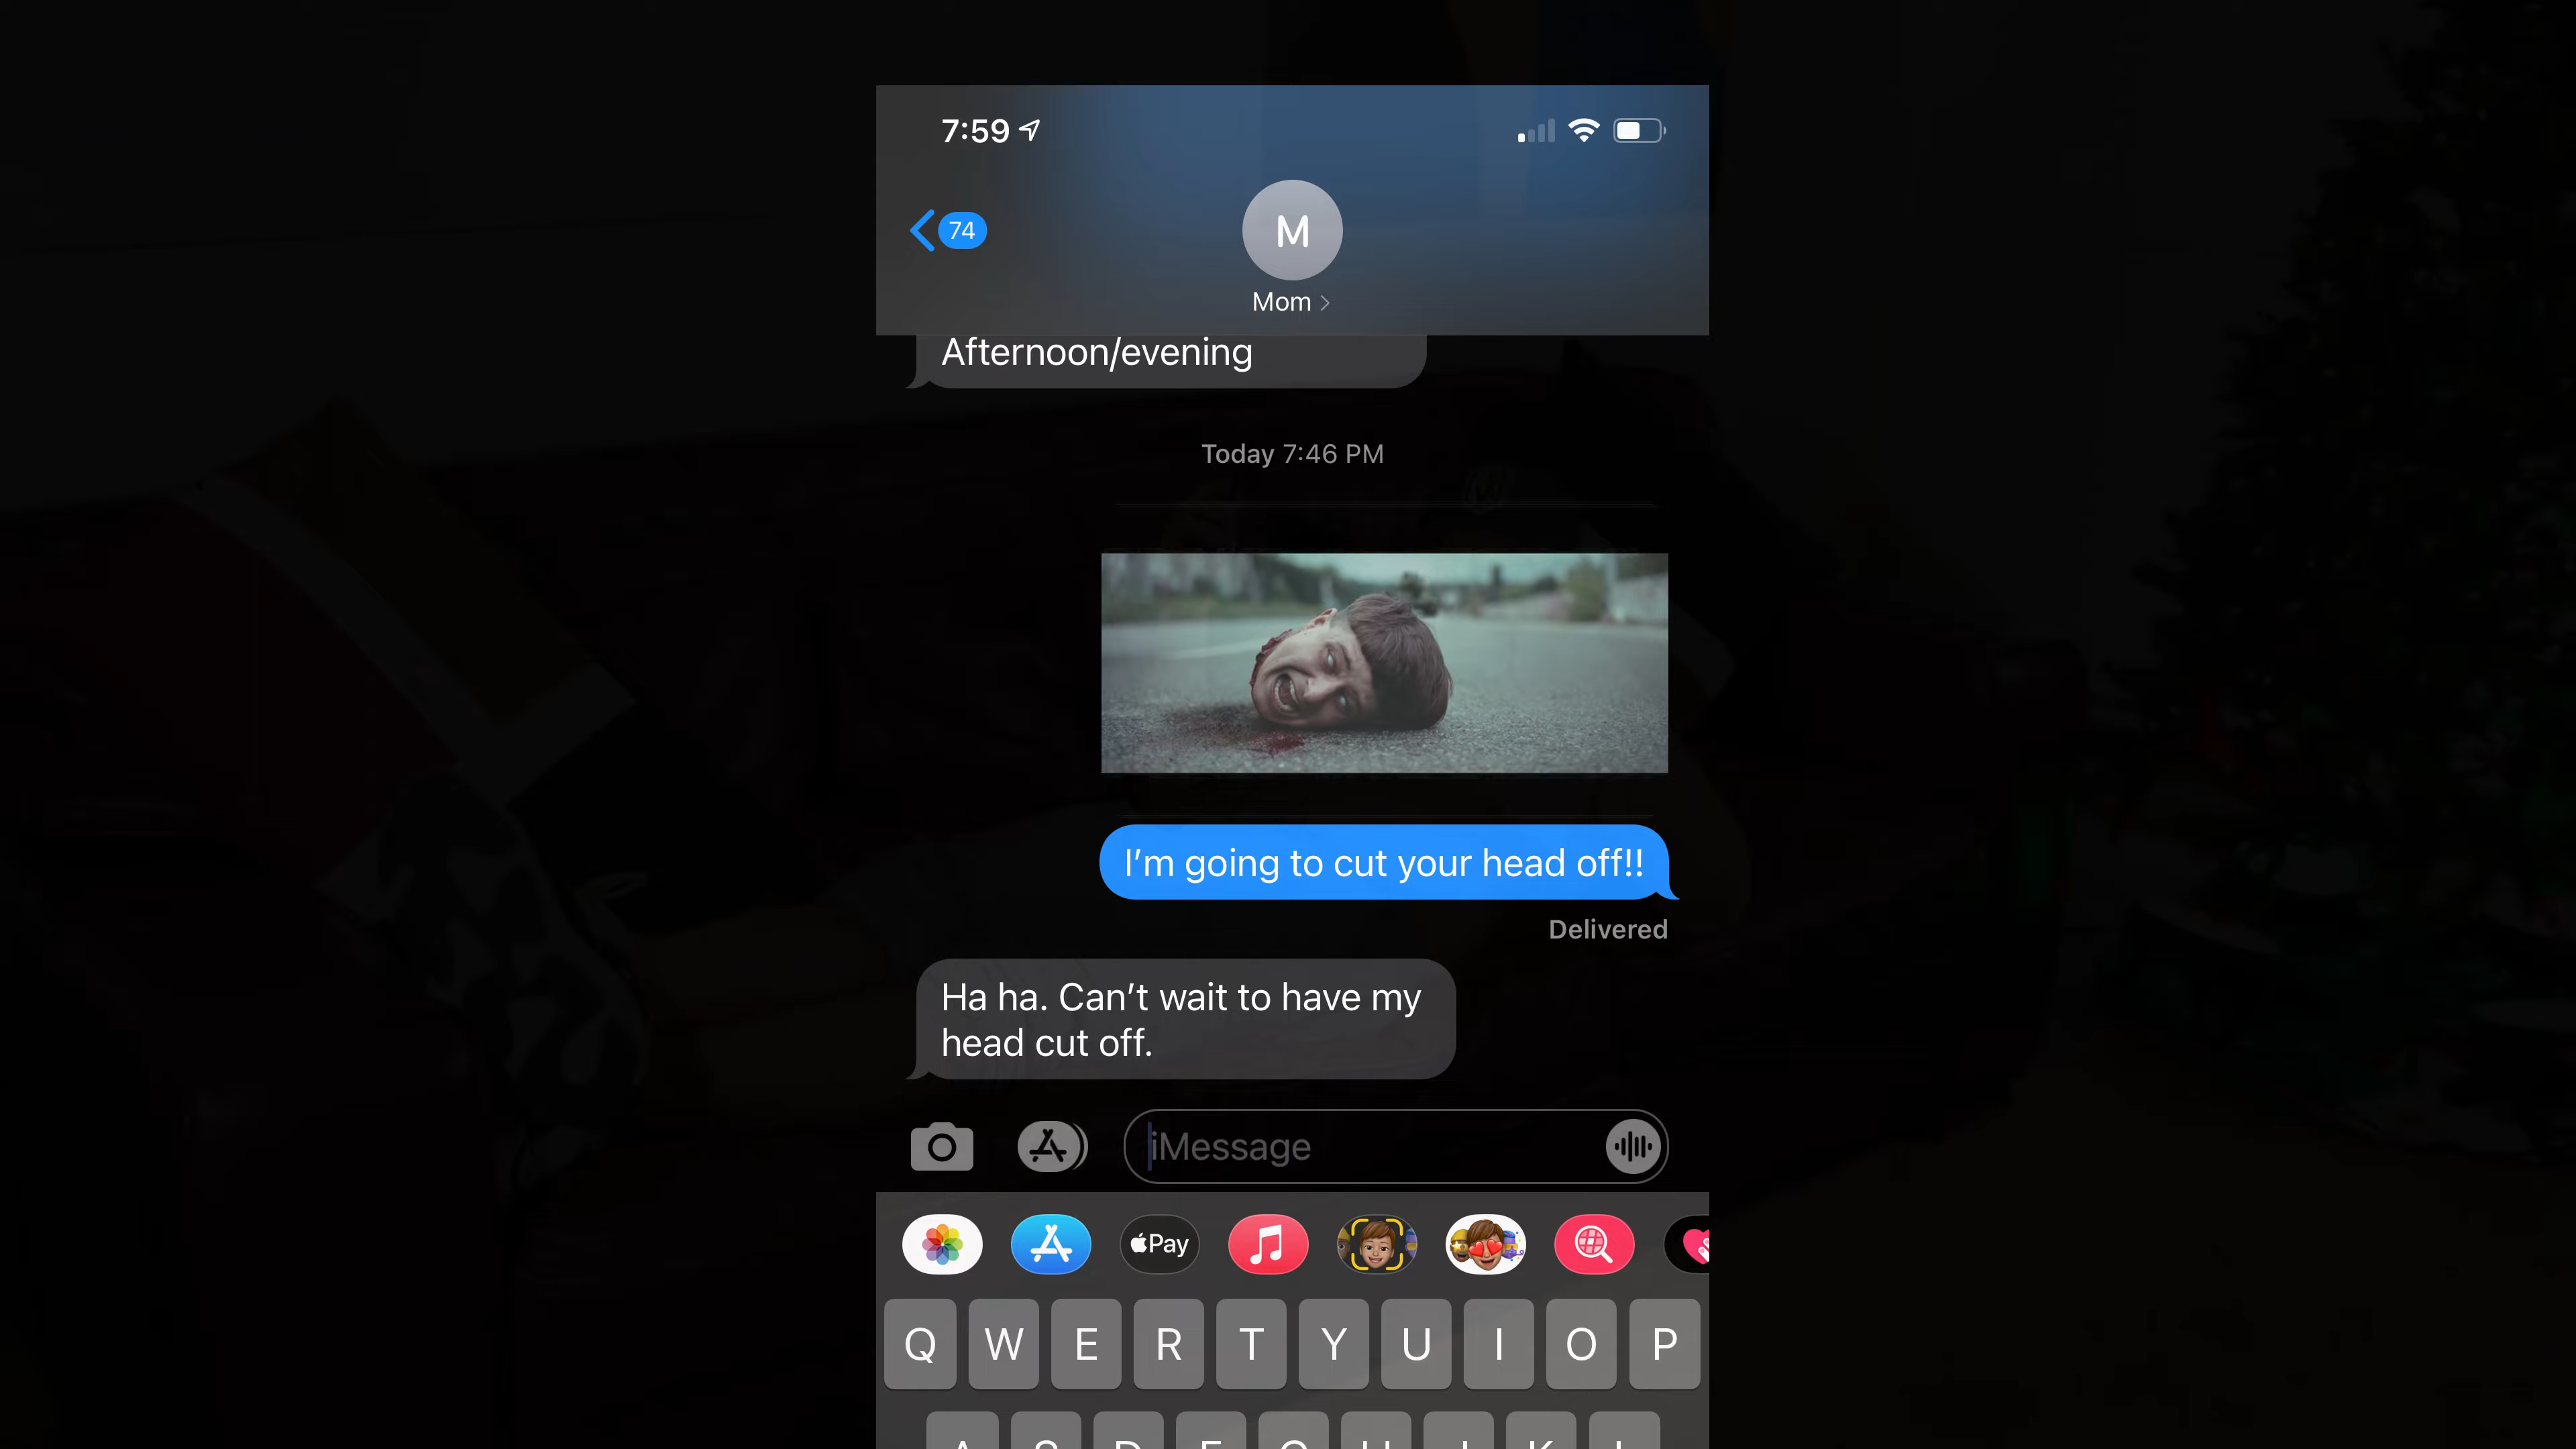 7:59
74
M
Mom
Afternoon/evening
Today 7:46 PM
I’m going to cut your head off!!
Delivered
Ha ha. Can’t wait to have my
head cut off.
iMessage
Pay
Q W E R T Y U I O P